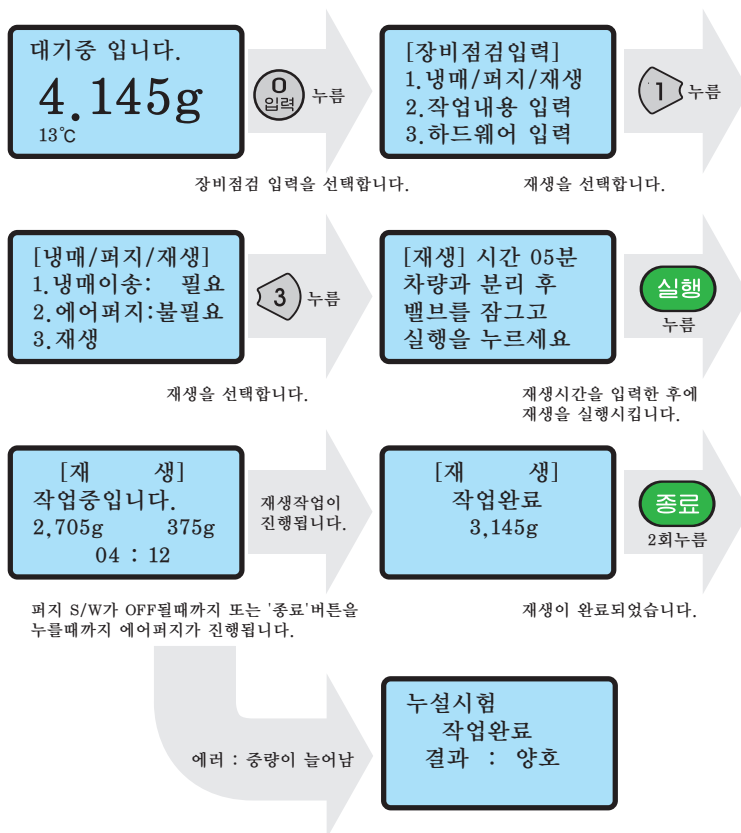 대기중 입니다.
4.145g
13℃
0
입력
누름
[장비점검입력]
1.냉매/퍼지/재생
2.작업내용 입력
3.하드웨어 입력
1
누름
장비점검 입력을 선택합니다.
재생을 선택합니다.
[냉매/퍼지/재생]
1.냉매이송: 필요
2.에어퍼지:불필요
3.재생
3
누름
[재생] 시간 05분
차량과 분리 후
밸브를 잠그고
실행을 누르세요
실행
누름
재생을 선택합니다.
재생시간을 입력한 후에
재생을 실행시킵니다.
[재 생]
작업중입니다.
2,705g 375g
04 : 12
재생작업이
진행됩니다.
[재 생]
작업완료
3,145g
종료
2회누름
퍼지 S/W가 OFF될때까지 또는 '종료'버튼을
누를때까지 에어퍼지가 진행됩니다.
재생이 완료되었습니다.
에러 : 중량이 늘어남
누설시험
작업완료
결과 : 양호